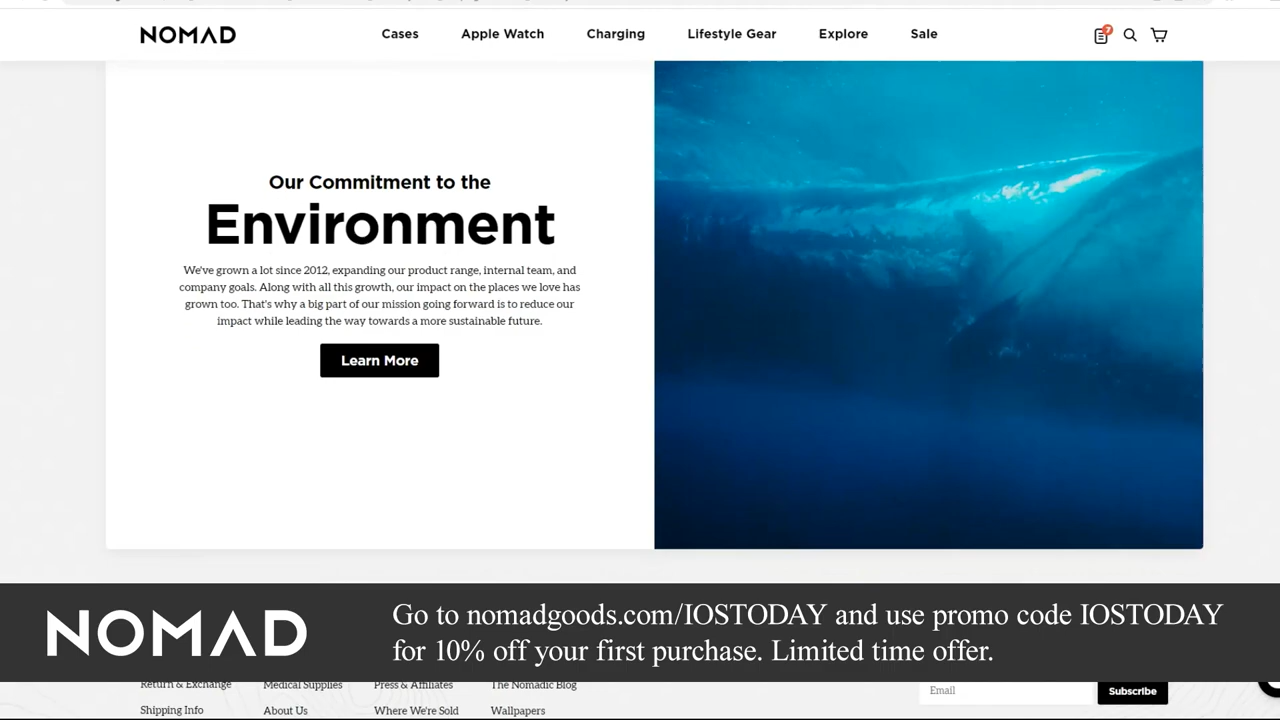 NOMAD
Cases
Apple Watch
Charging
Lifestyle Gear
Explore
Sale
Our Commitment to the
Environment
We've grown a lot since 2012, expanding our product range, internal team, and
company goals. Along with all this growth, our impact on the places we love has
grown too. That's why a big part of our mission going forward is to reduce our
impact while leading the way towards a more sustainable future.
Learn More
NOMAD
Go to nomadgoods.com/IOSTODAY and use promo code IOSTODAY
for 10% off your first purchase. Limited time offer.
Return & Exchange
Medical Supplies
Press & Affiliates
The Nomadic Blog
Email
Subscribe
Shipping Info
About Us
Where We're Sold
Wallpapers